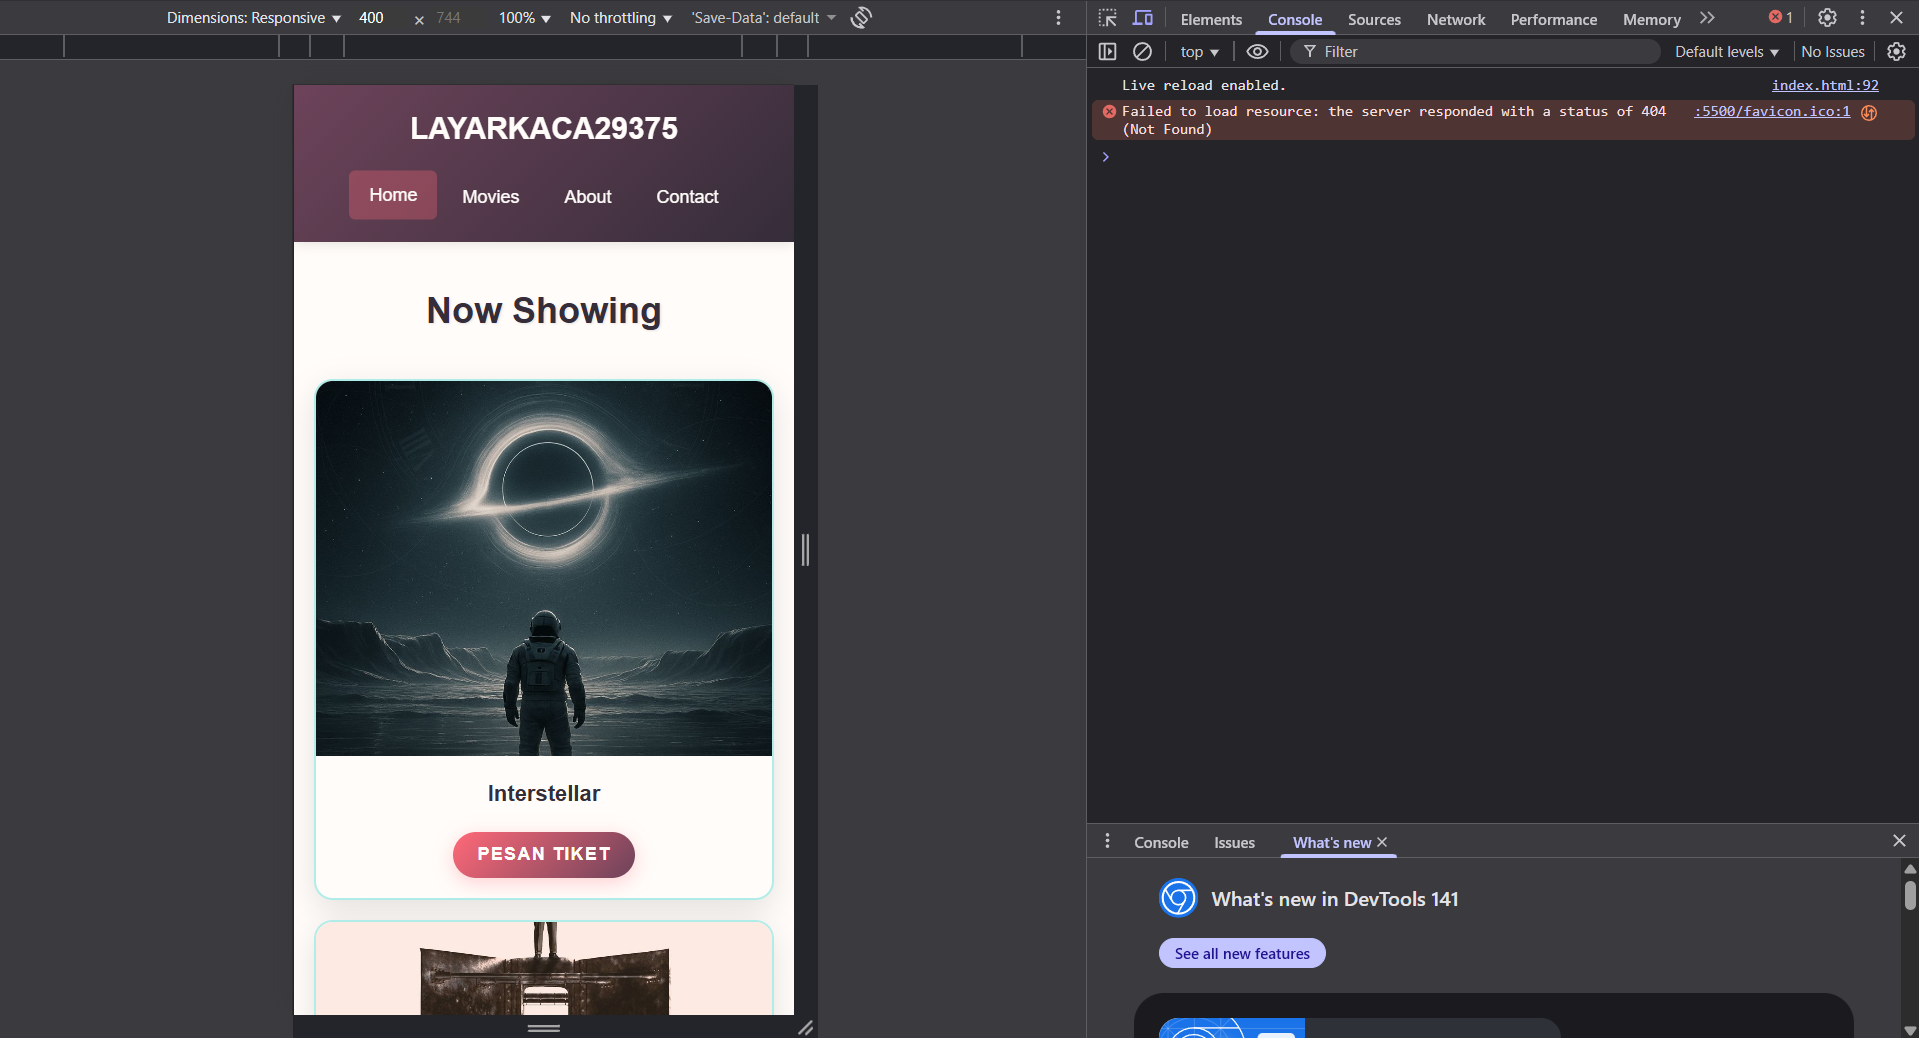 Dimensions: Responsive 400 × 744 100% No throttling 'Save-Data': default
Elements Console Sources Network Performance Memory 1
top Filter Default levels No Issues
LAYARKACA29375
Home Movies About Contact
Now Showing
Interstellar
PESAN TIKET
Live reload enabled. index.html:92
Failed to load resource: the server responded with a status of 404 :5500/favicon.ico:1
(Not Found)
Console Issues What's new
What's new in DevTools 141
See all new features